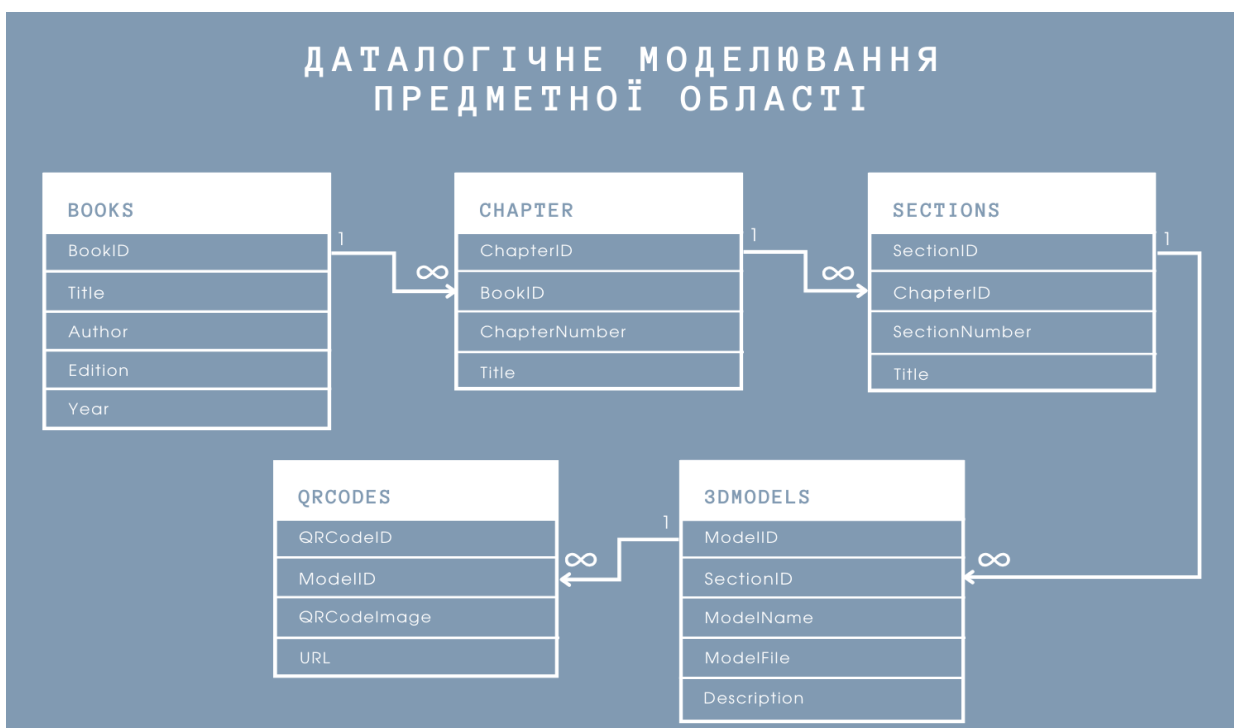 ДАТАЛОГІЧНЕ МОДЕЛЮВАННЯ
ПРЕДМЕТНОЇ ОБЛАСТІ
BOOKS
BookID
Title
Author
Edition
Year
1
∞
CHAPTER
ChapterID
BookID
ChapterNumber
Title
1
∞
SECTIONS
SectionID
ChapterID
SectionNumber
Title
1
QRCODES
QRCodeID
ModelID
QRCodeImage
URL
∞
1
3DMODELS
ModelID
SectionID
ModelName
ModelFile
Description
∞